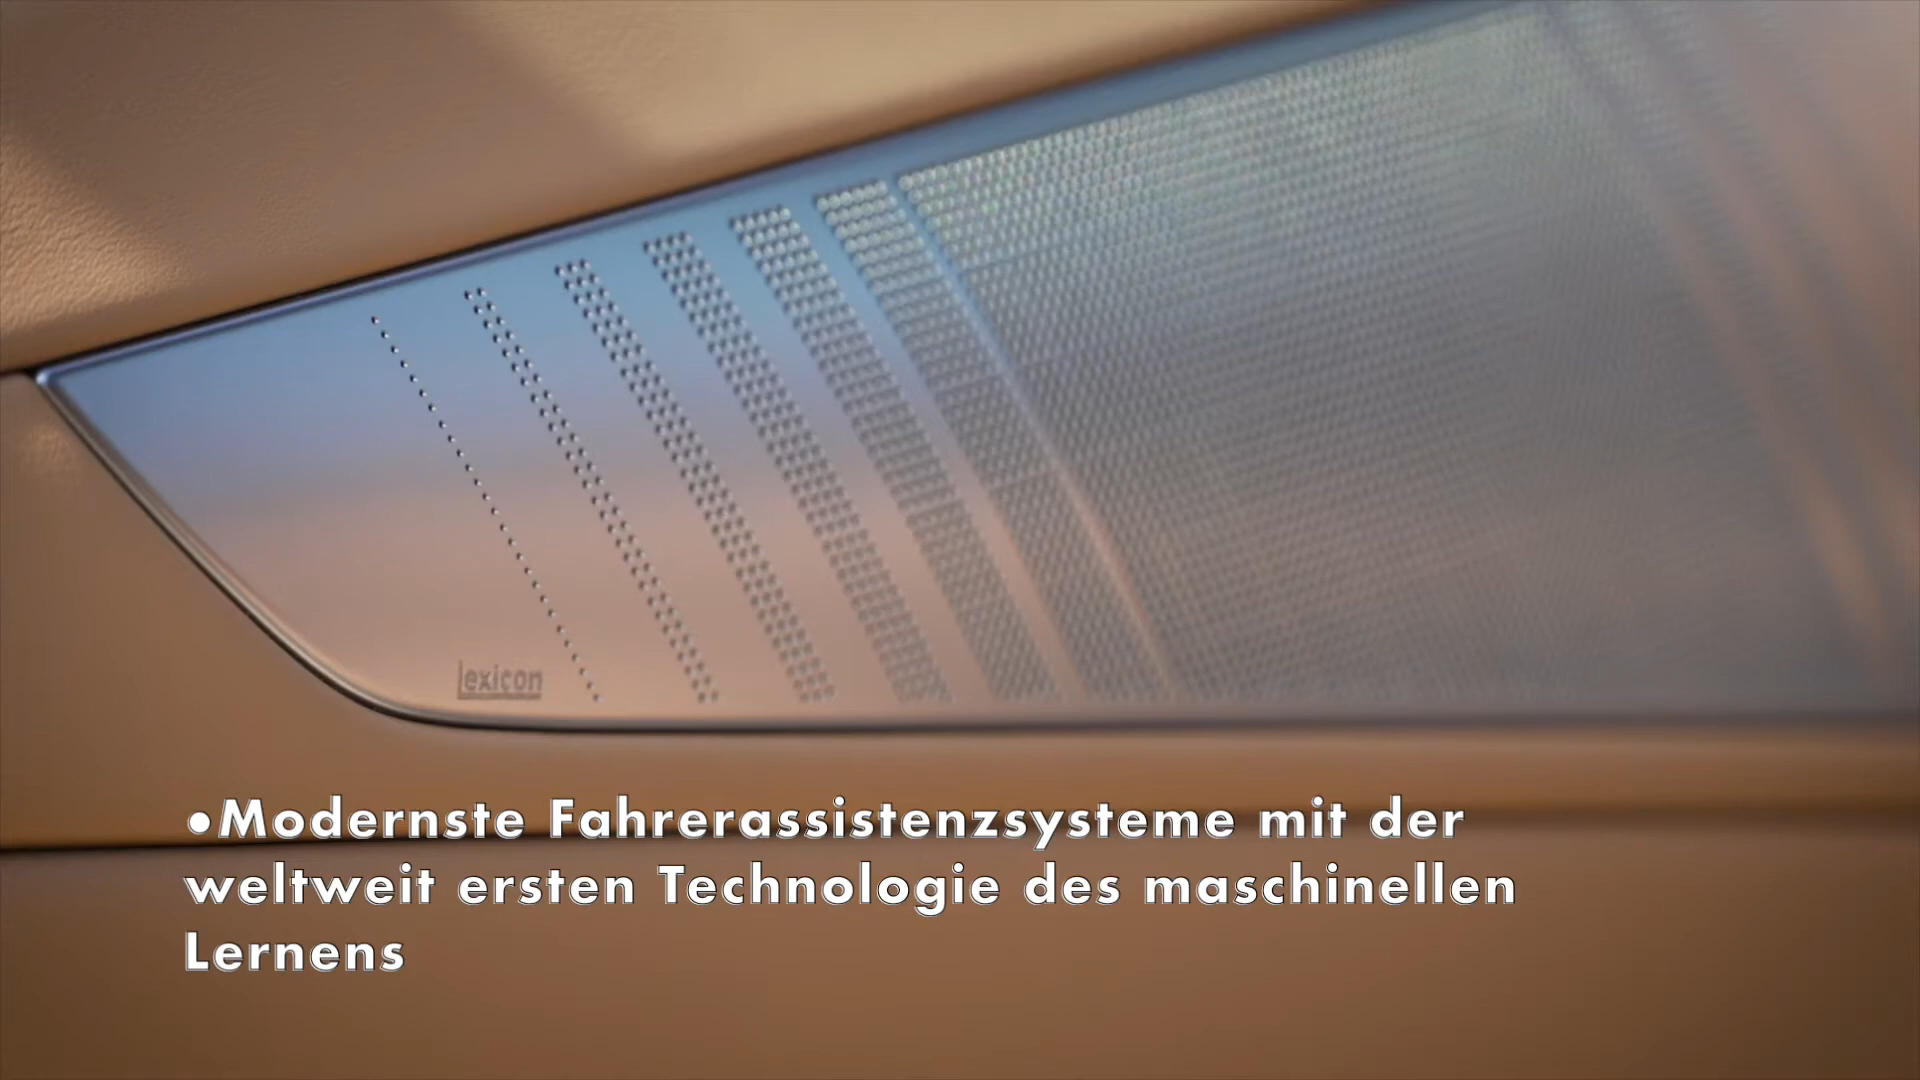 lexicon
•Modernste Fahrerassistenzsysteme mit der
weltweit ersten Technologie des maschinellen
Lernens